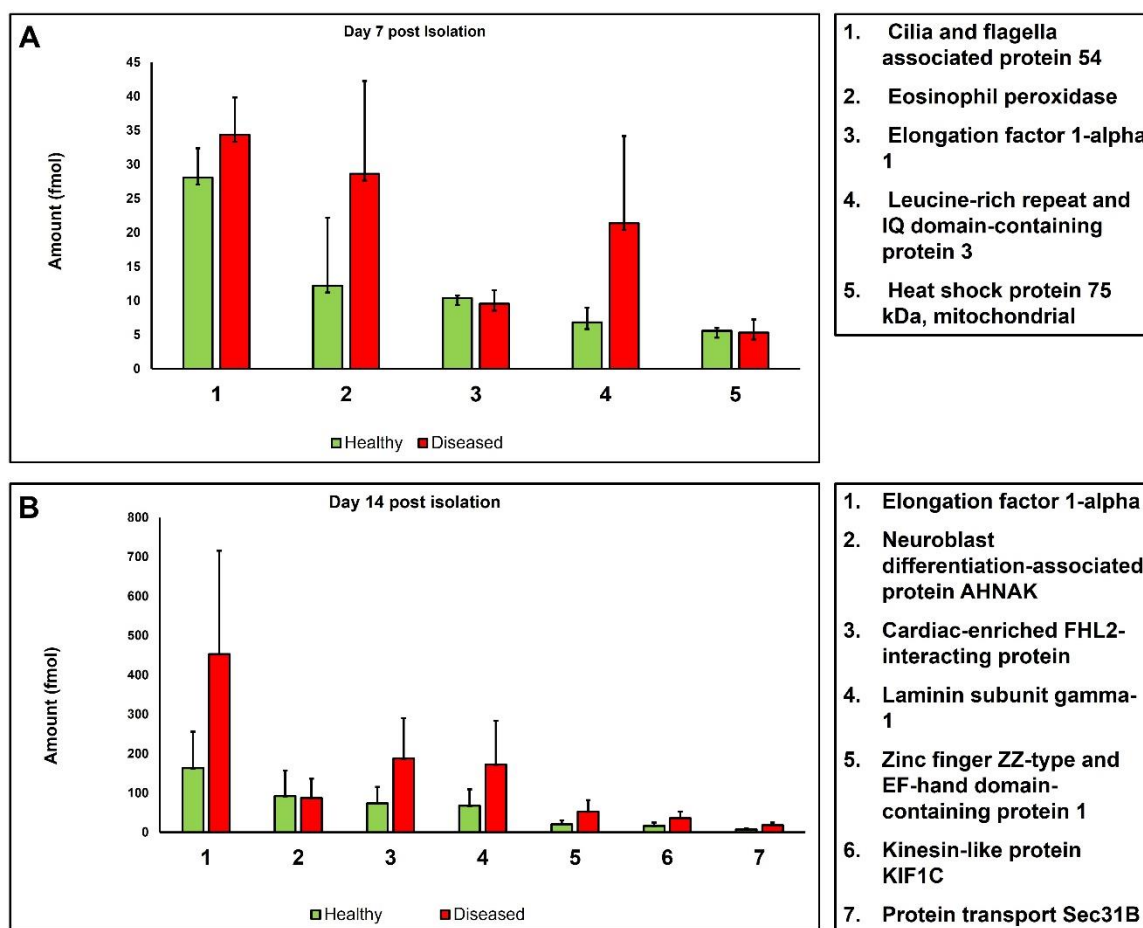 A
Day 7 post Isolation
Amount (fmol)
45
40
35
30
25
20
15
10
5
0
1 2 3 4 5
Healthy Diseased
1. Cilia and flagella
associated protein 54
2. Eosinophil peroxidase
3. Elongation factor 1-alpha
1
4. Leucine-rich repeat and
IQ domain-containing
protein 3
5. Heat shock protein 75
kDa, mitochondrial
B
Day 14 post isolation
Amount (fmol)
800
700
600
500
400
300
200
100
0
1 2 3 4 5 6 7
Healthy Diseased
1. Elongation factor 1-alpha
2. Neuroblast
differentiation-associated
protein AHNAK
3. Cardiac-enriched FHL2-
interacting protein
4. Laminin subunit gamma-
1
5. Zinc finger ZZ-type and
EF-hand domain-
containing protein 1
6. Kinesin-like protein
KIF1C
7. Protein transport Sec31B